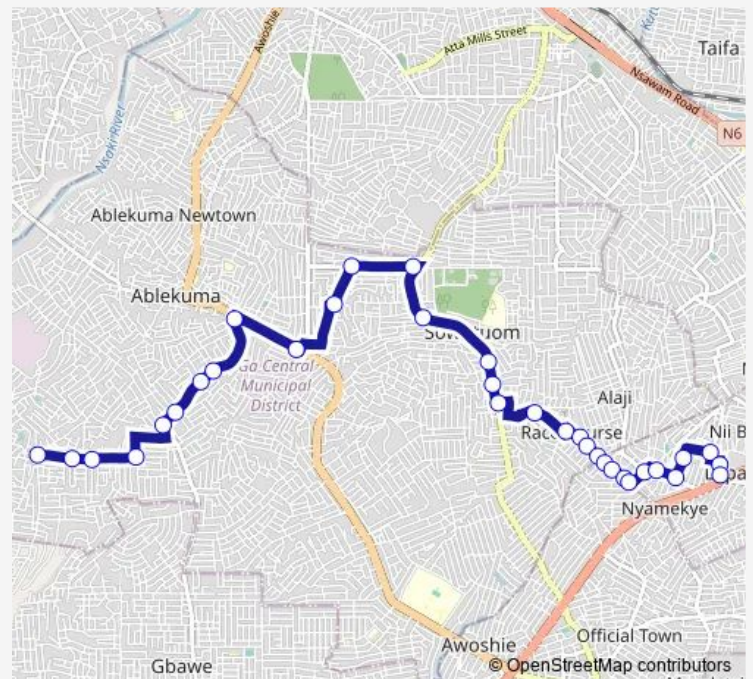 Awoshie
Atta Mills Street
Taifa
Nsawam Road
N6
Nsaki River
Ablekuma Newtown
Ablekuma
Ga Central
Municipal
District
Alaji
Nii B
Nyamekye
Official Town
Awoshie
Gbawe
© OpenStreetMap contributors